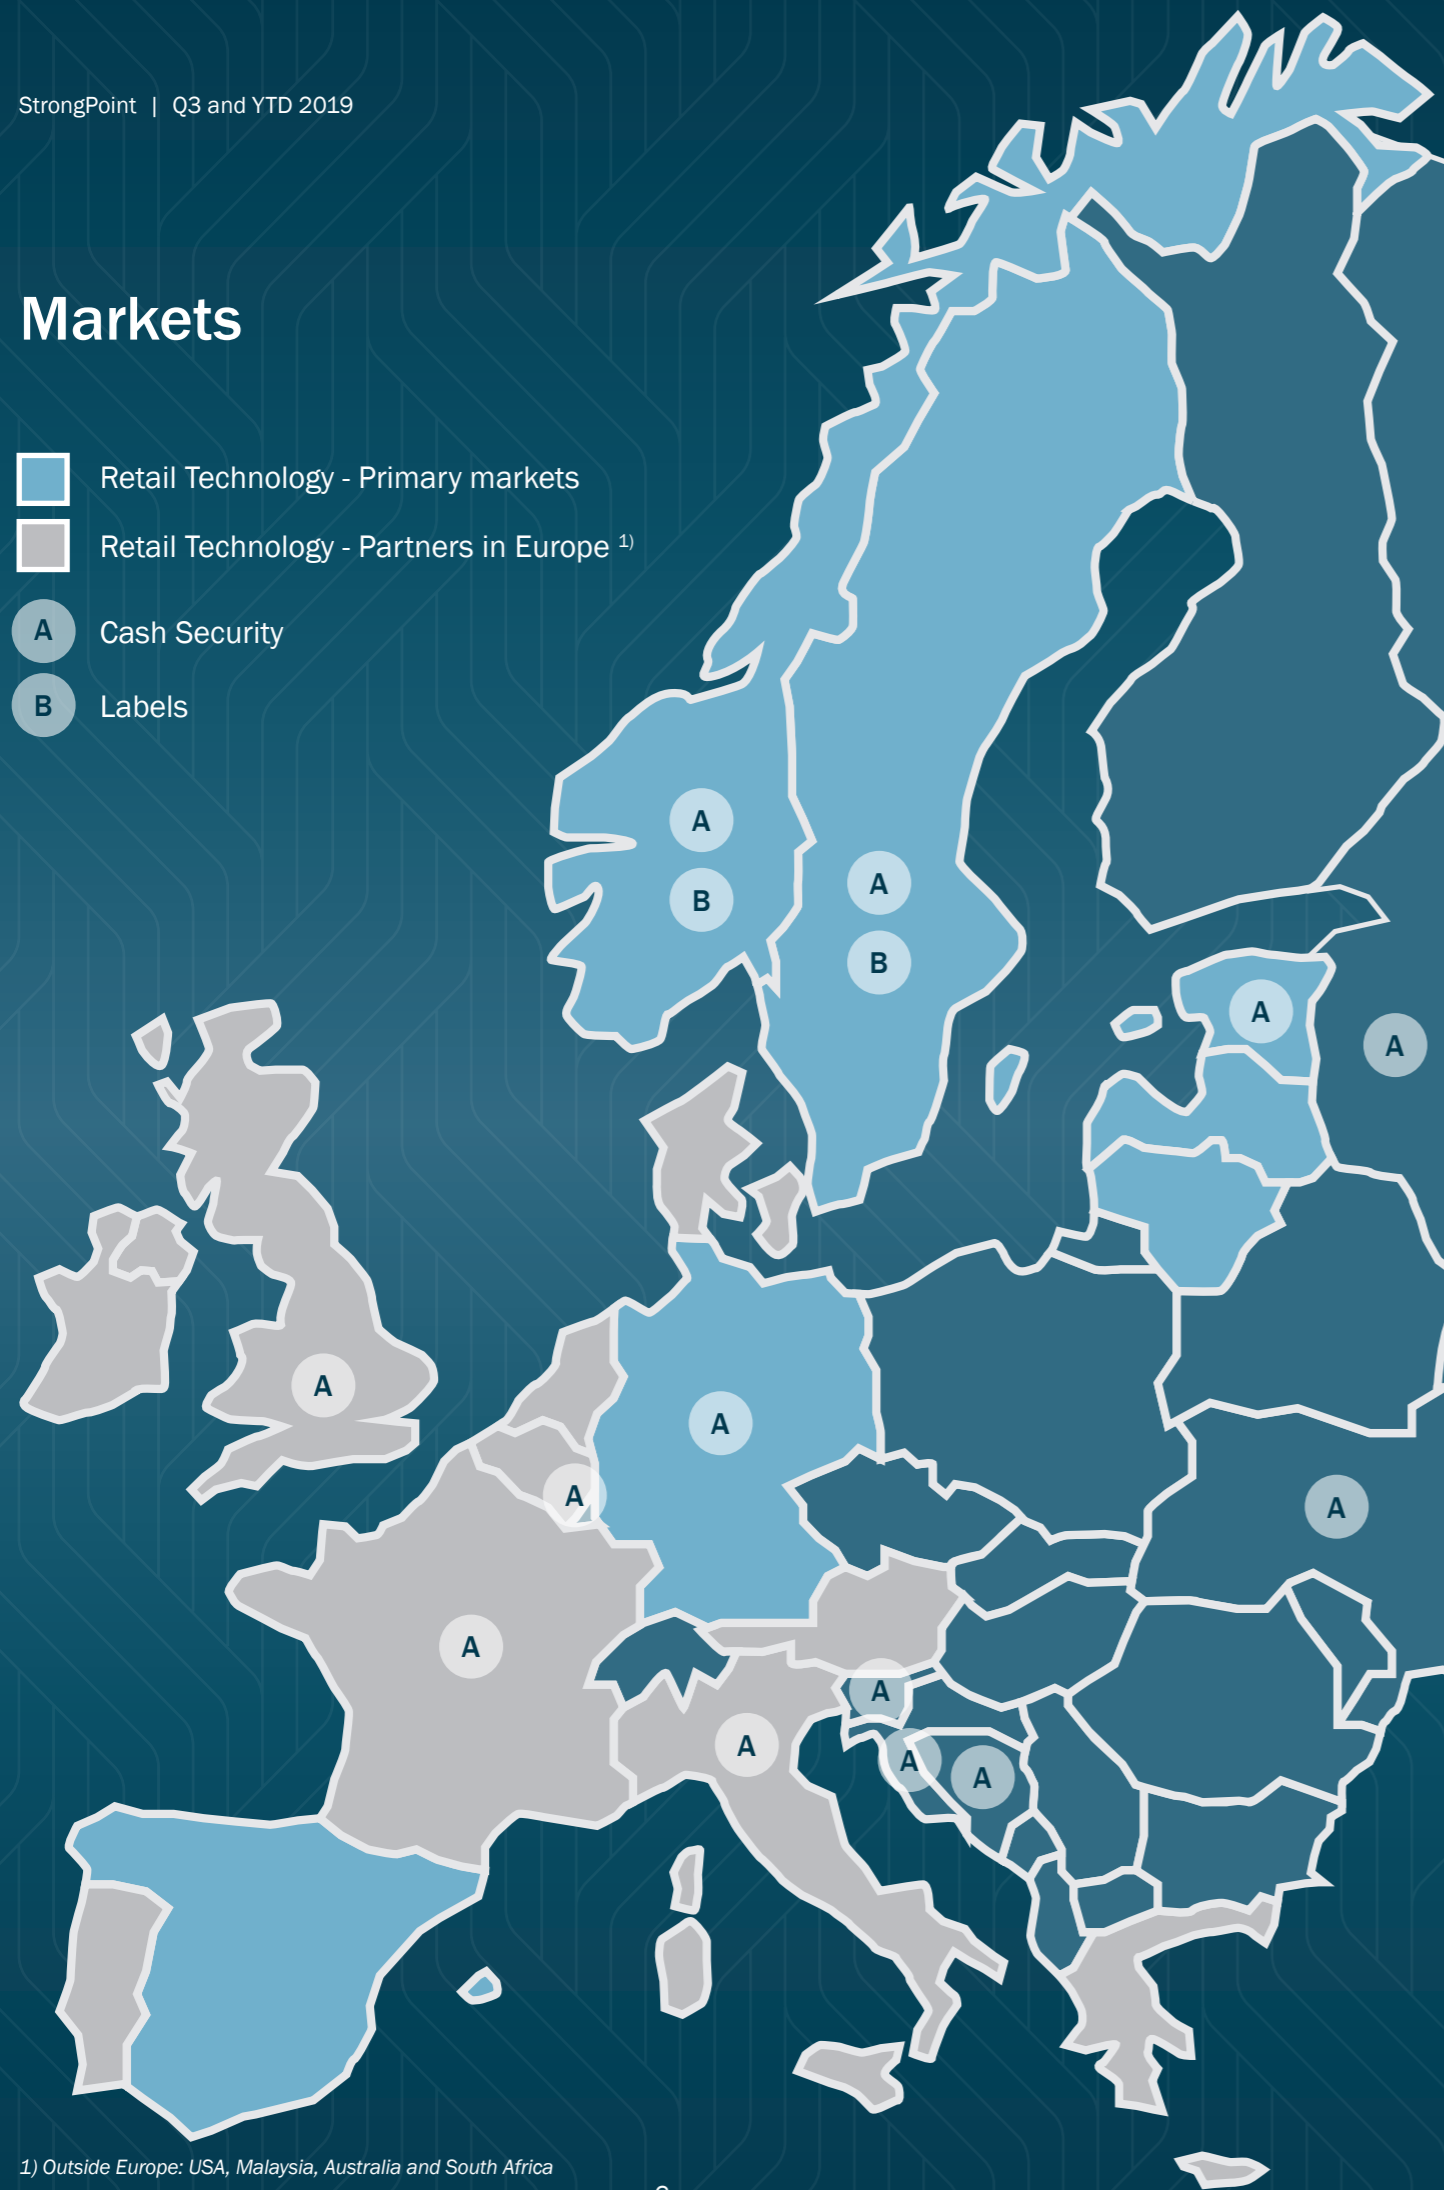 StrongPoint | Q3 and YTD 2019
Markets
Retail Technology - Primary markets
Retail Technology - Partners in Europe 1)
A Cash Security
B Labels
A
B
A
B
A
A
A
A
A
A
A
A
A
A
A
1) Outside Europe: USA, Malaysia, Australia and South Africa